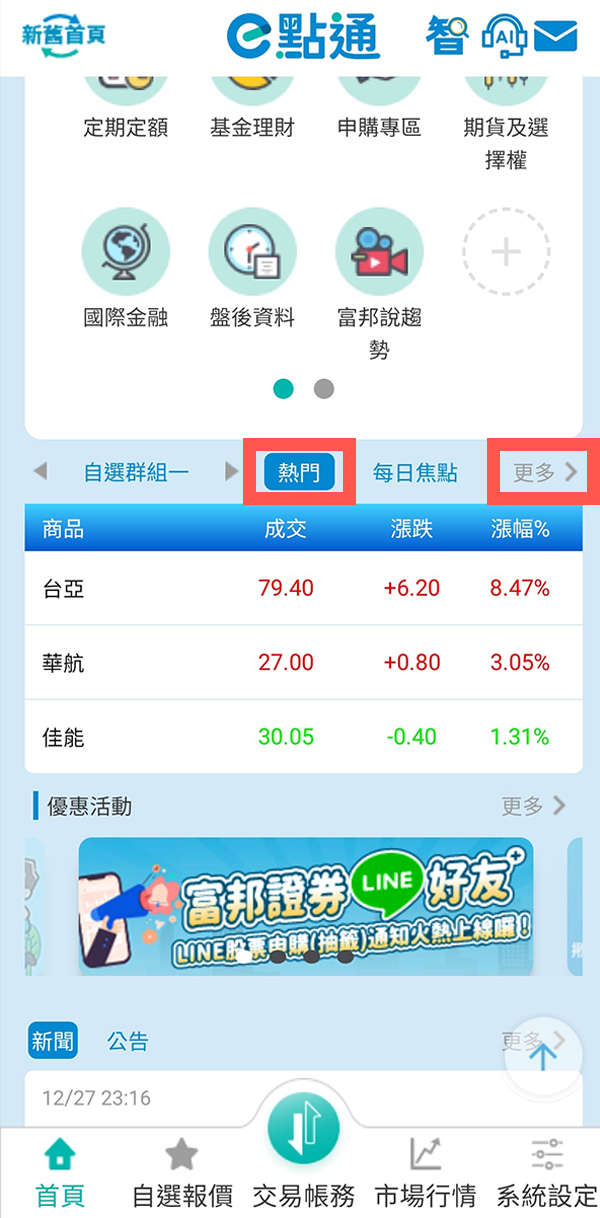 新舊首頁
e點通
智
AI
定期定額
基金理財
申購專區
期貨及選
擇權
國際金融
盤後資料
富邦說趨
勢
自選群組一
熱門
每日焦點
更多
商品 成交 漲跌 漲幅%
台亞 79.40 +6.20 8.47%
華航 27.00 +0.80 3.05%
佳能 30.05 -0.40 1.31%
優惠活動
更多
富邦證券 LINE 好友
LINE股票申購(抽籤)通知火熱上線囉!
新聞
公告
更多
12/27 23:16
首頁
自選報價
交易帳務
市場行情
系統設定